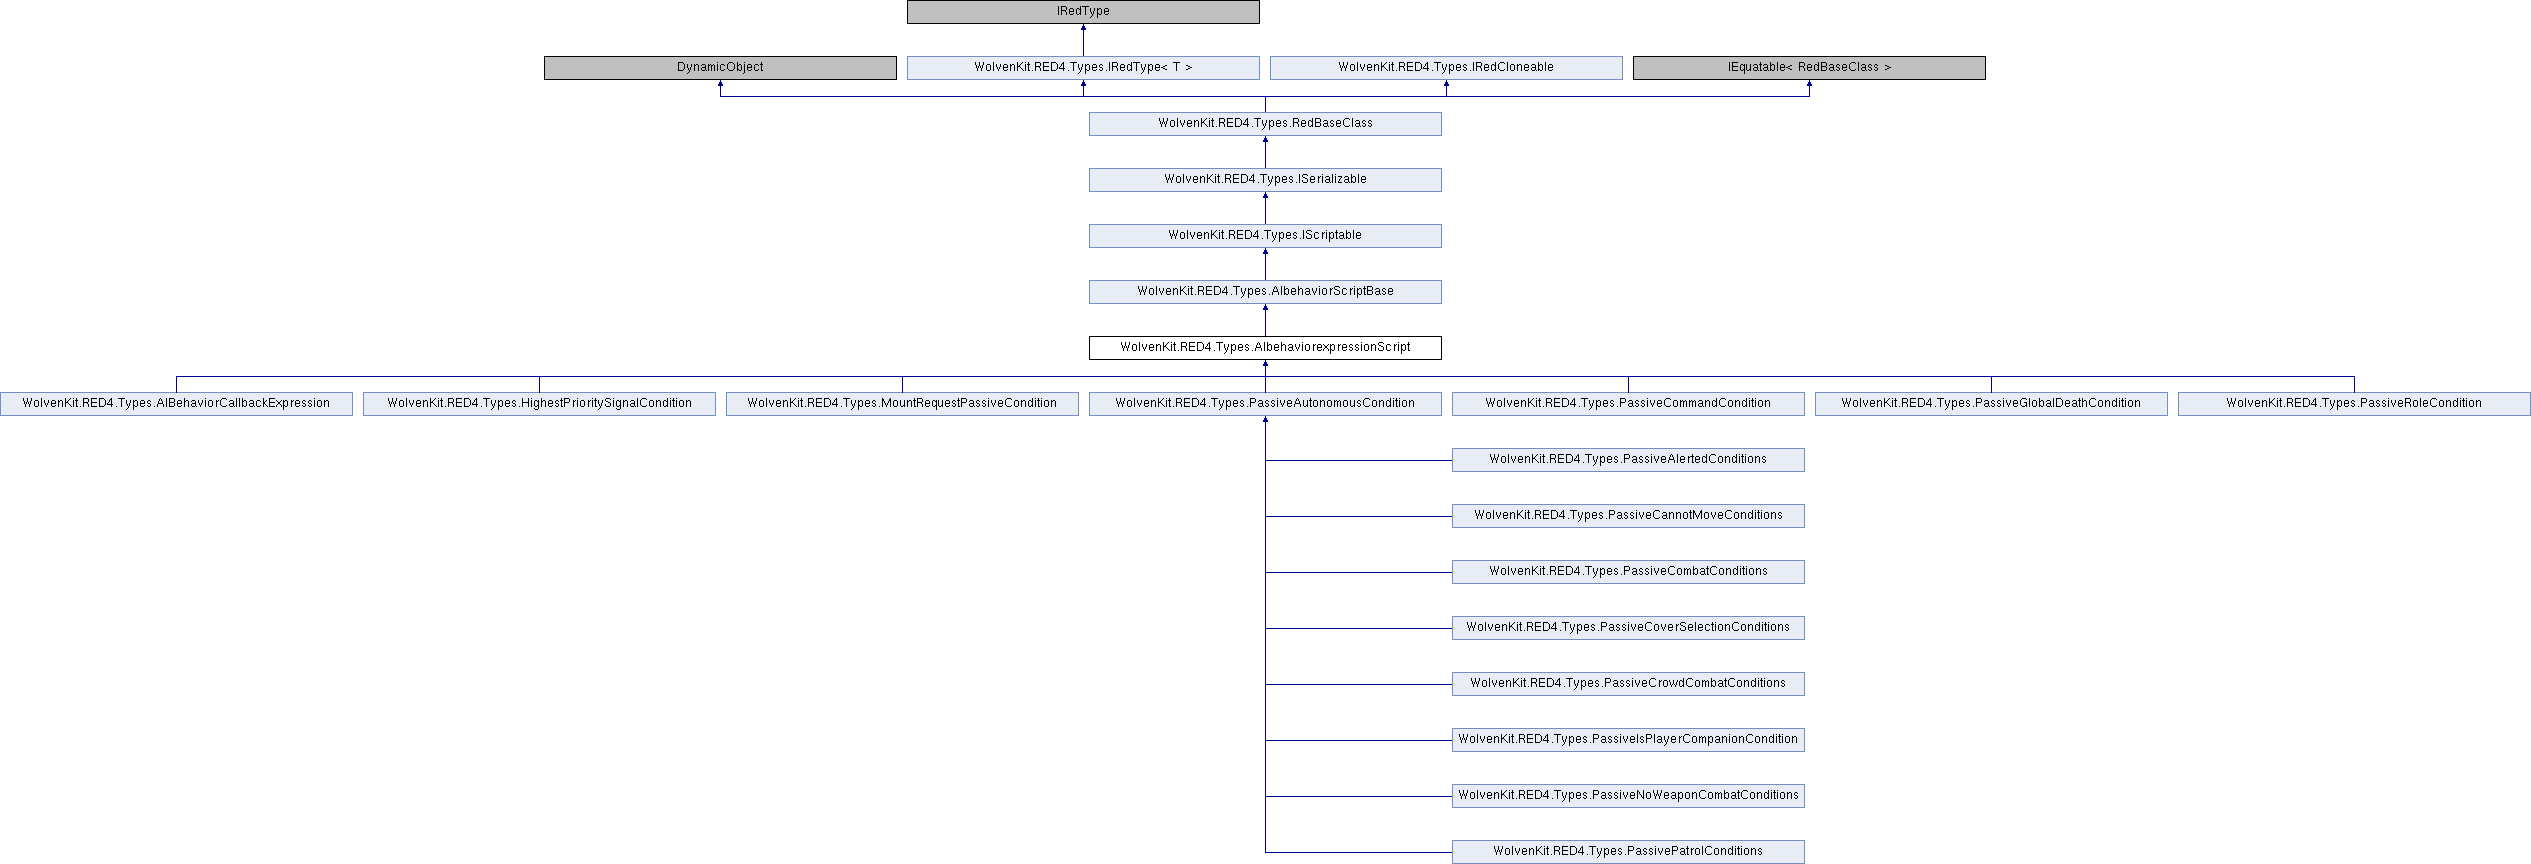 IRedType
DynamicObject
WolvenKit.RED4.Types.IRedType< T >
WolvenKit.RED4.Types.IRedCloneable
IEquatable< RedBaseClass >
WolvenKit.RED4.Types.RedBaseClass
WolvenKit.RED4.Types.ISerializable
WolvenKit.RED4.Types.IScriptable
WolvenKit.RED4.Types.AIbehaviorScriptBase
WolvenKit.RED4.Types.AIbehaviorexpressionScript
WolvenKit.RED4.Types.AIBehaviorCallbackExpression
WolvenKit.RED4.Types.HighestPrioritySignalCondition
WolvenKit.RED4.Types.MountRequestPassiveCondition
WolvenKit.RED4.Types.PassiveAutonomousCondition
WolvenKit.RED4.Types.PassiveCommandCondition
WolvenKit.RED4.Types.PassiveGlobalDeathCondition
WolvenKit.RED4.Types.PassiveRoleCondition
WolvenKit.RED4.Types.PassiveAlertedConditions
WolvenKit.RED4.Types.PassiveCannotMoveConditions
WolvenKit.RED4.Types.PassiveCombatConditions
WolvenKit.RED4.Types.PassiveCoverSelectionConditions
WolvenKit.RED4.Types.PassiveCrowdCombatConditions
WolvenKit.RED4.Types.PassiveIsPlayerCompanionCondition
WolvenKit.RED4.Types.PassiveNoWeaponCombatConditions
WolvenKit.RED4.Types.PassivePatrolConditions